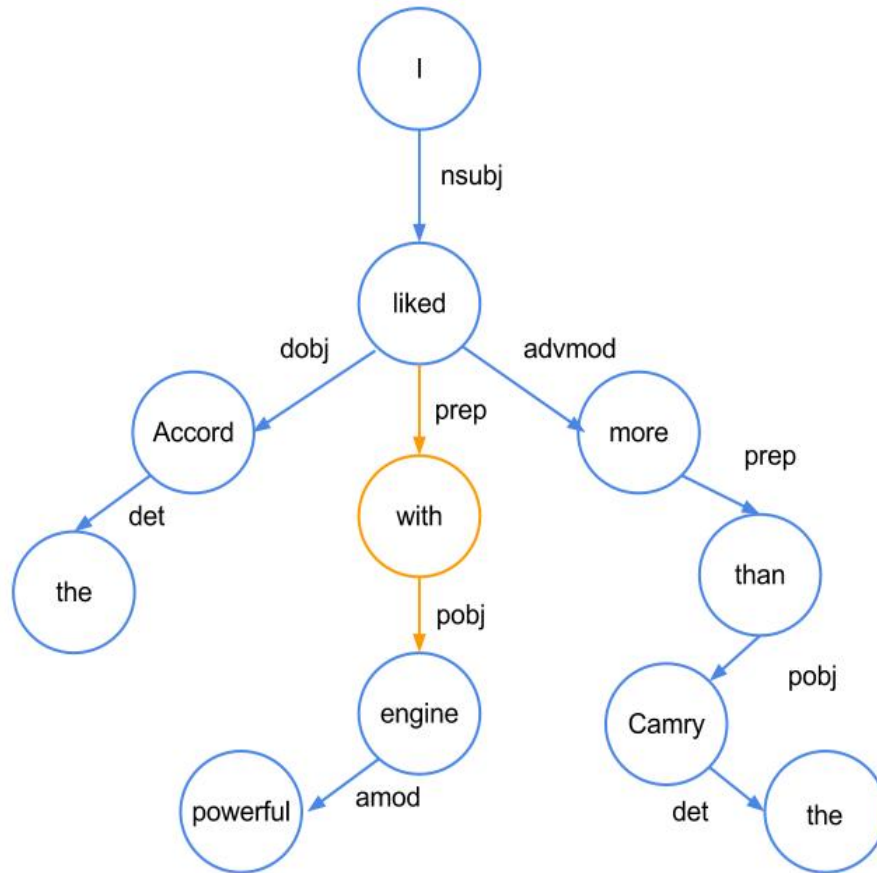 I
nsubj
liked
dobj
advmod
prep
Accord
more
prep
det
with
than
the
pobj
pobj
engine
Camry
powerful
amod
det
the